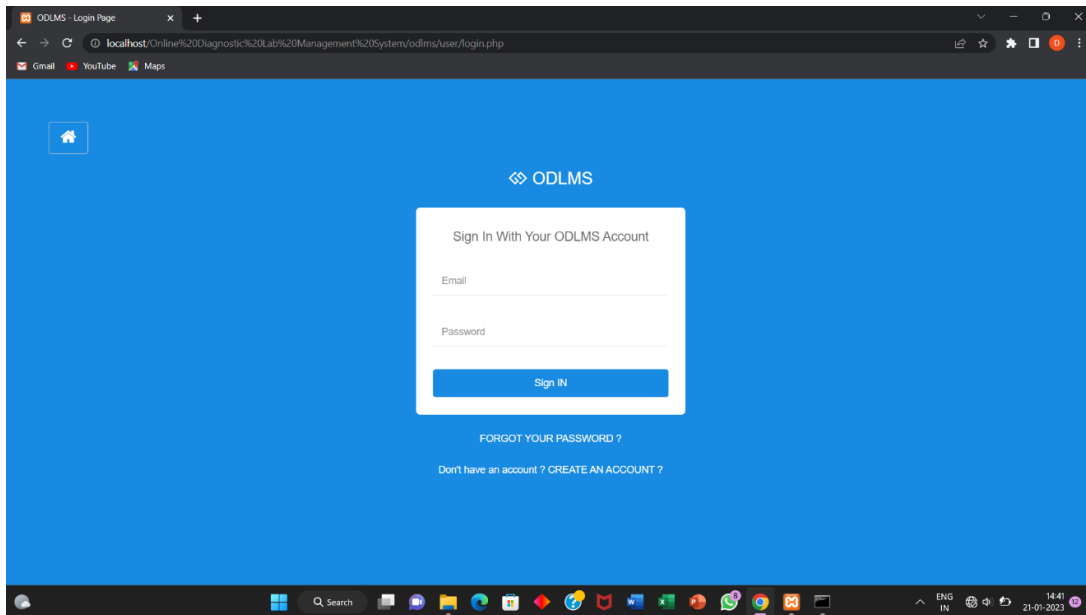 ODLMS - Login Page
localhost/Online%20Diagnostic%20Lab%20Management%20System/odlms/user/login.php
D
Gmail YouTube Maps
ODLMS
Sign In With Your ODLMS Account
Email
Password
Sign IN
FORGOT YOUR PASSWORD ?
Don't have an account ? CREATE AN ACCOUNT ?
Search
8
ENG
IN
14:41
21-01-2023
12